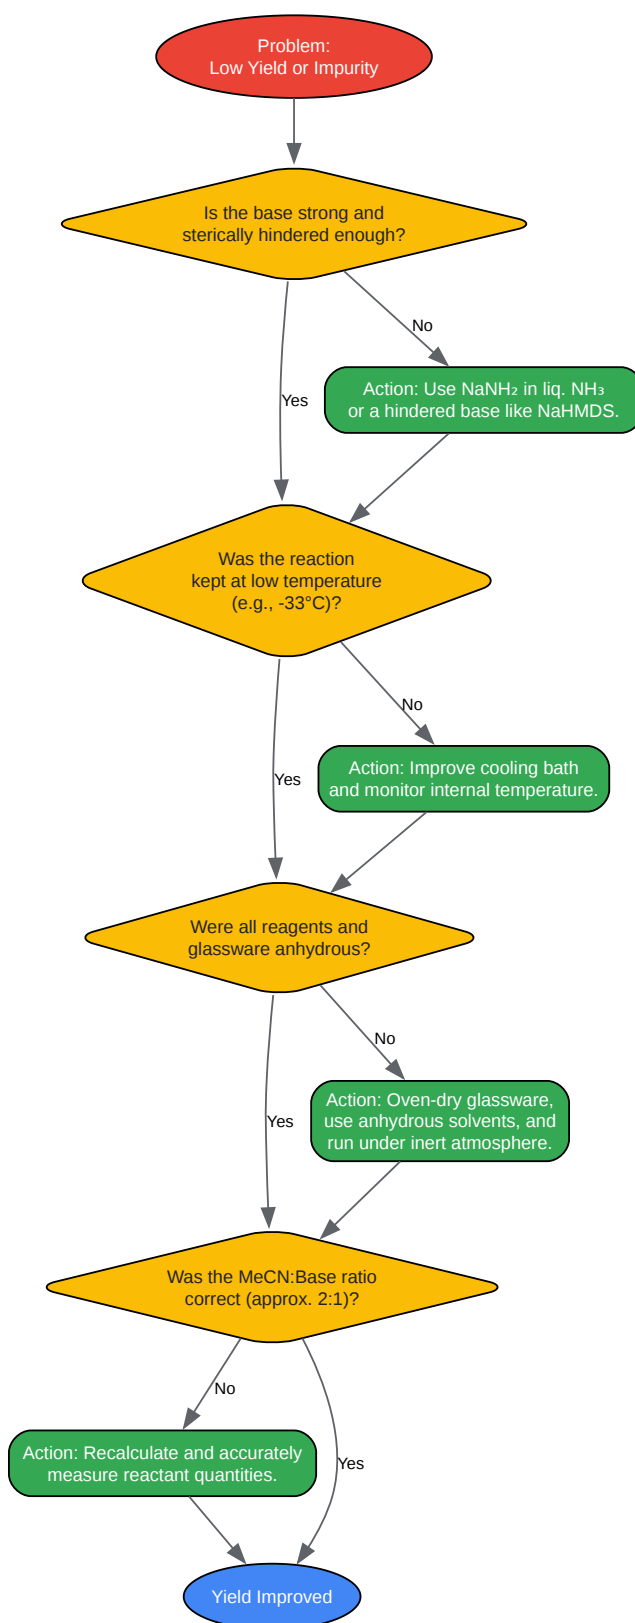 Problem:
Low Yield or Impurity
Is the base strong and
sterically hindered enough?
No
Action: Use NaNH₂ in liq. NH₃
or a hindered base like NaHMDS.
Yes
Was the reaction
kept at low temperature
(e.g., -33°C)?
No
Action: Improve cooling bath
and monitor internal temperature.
Yes
Were all reagents and
glassware anhydrous?
No
Action: Oven-dry glassware,
use anhydrous solvents, and
run under inert atmosphere.
Yes
Was the MeCN:Base ratio
correct (approx. 2:1)?
No
Action: Recalculate and accurately
measure reactant quantities.
Yes
Yield Improved